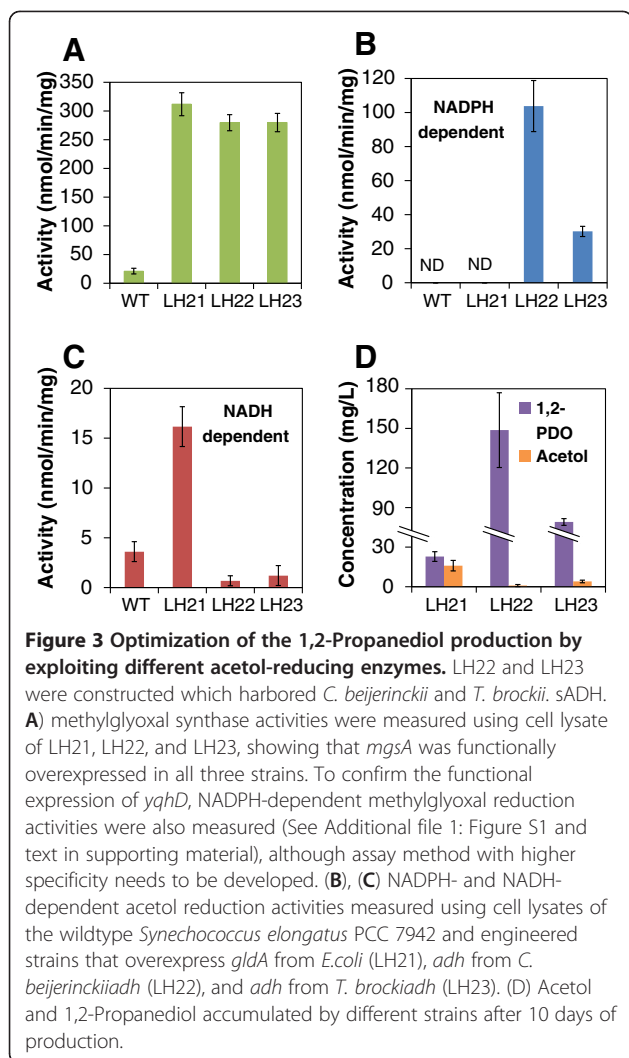 A
Activity (nmol/min/mg)
350
300
250
200
150
100
50
0
WT LH21 LH22 LH23
B
Activity (nmol/min/mg)
120
100
80
60
40
20
0
NADPH
dependent
ND ND
WT LH21 LH22 LH23
C
Activity (nmol/min/mg)
20
15
10
5
0
NADH
dependent
WT LH21 LH22 LH23
D
Concentration (mg/L)
180
150
120
90
30
0
1,2-
PDO
Acetol
LH21 LH22 LH23
Figure 3 Optimization of the 1,2-Propanediol production by
exploiting different acetol-reducing enzymes. LH22 and LH23
were constructed which harbored C. beijerinckii and T. brockii. sADH.
A) methylglyoxal synthase activities were measured using cell lysate
of LH21, LH22, and LH23, showing that mgsA was functionally
overexpressed in all three strains. To confirm the functional
expression of yqhD, NADPH-dependent methylglyoxal reduction
activities were also measured (See Additional file 1: Figure S1 and
text in supporting material), although assay method with higher
specificity needs to be developed. (B), (C) NADPH- and NADH-
dependent acetol reduction activities measured using cell lysates of
the wildtype Synechococcus elongatus PCC 7942 and engineered
strains that overexpress gldA from E.coli (LH21), adh from C.
beijerinckiiadh (LH22), and adh from T. brockiadh (LH23). (D) Acetol
and 1,2-Propanediol accumulated by different strains after 10 days of
production.